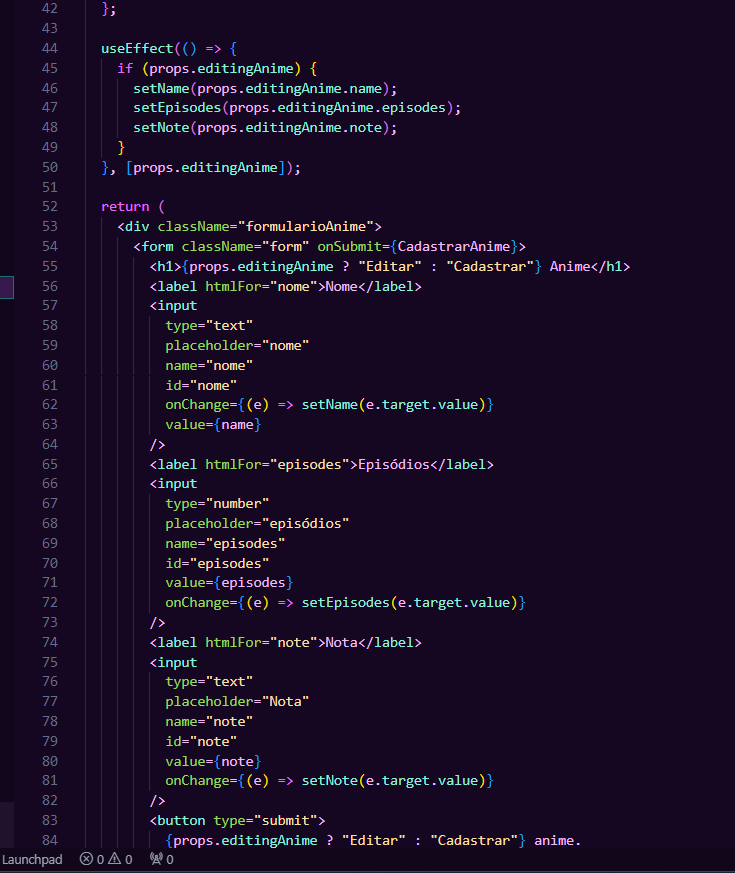 42 };
43
44 useEffect(() => {
45 if (props.editingAnime) {
46 setName(props.editingAnime.name);
47 setEpisodes(props.editingAnime.episodes);
48 setNote(props.editingAnime.note);
49 }
50 }, [props.editingAnime]);
51
52 return (
53 <div className="formularioAnime">
54 <form className="form" onSubmit={CadastrarAnime}>
55 <h1>{props.editingAnime ? "Editar" : "Cadastrar"} Anime</h1>
56 <label htmlFor="nome">Nome</label>
57 <input
58 type="text"
59 placeholder="nome"
60 name="nome"
61 id="nome"
62 onChange={(e) => setName(e.target.value)}
63 value={name}
64 />
65 <label htmlFor="episodes">Episódios</label>
66 <input
67 type="number"
68 placeholder="episódios"
69 name="episodes"
70 id="episodes"
71 value={episodes}
72 onChange={(e) => setEpisodes(e.target.value)}
73 />
74 <label htmlFor="note">Nota</label>
75 <input
76 type="text"
77 placeholder="Nota"
78 name="note"
79 id="note"
80 value={note}
81 onChange={(e) => setNote(e.target.value)}
82 />
83 <button type="submit">
84 {props.editingAnime ? "Editar" : "Cadastrar"} anime.
Launchpad 0 0 0